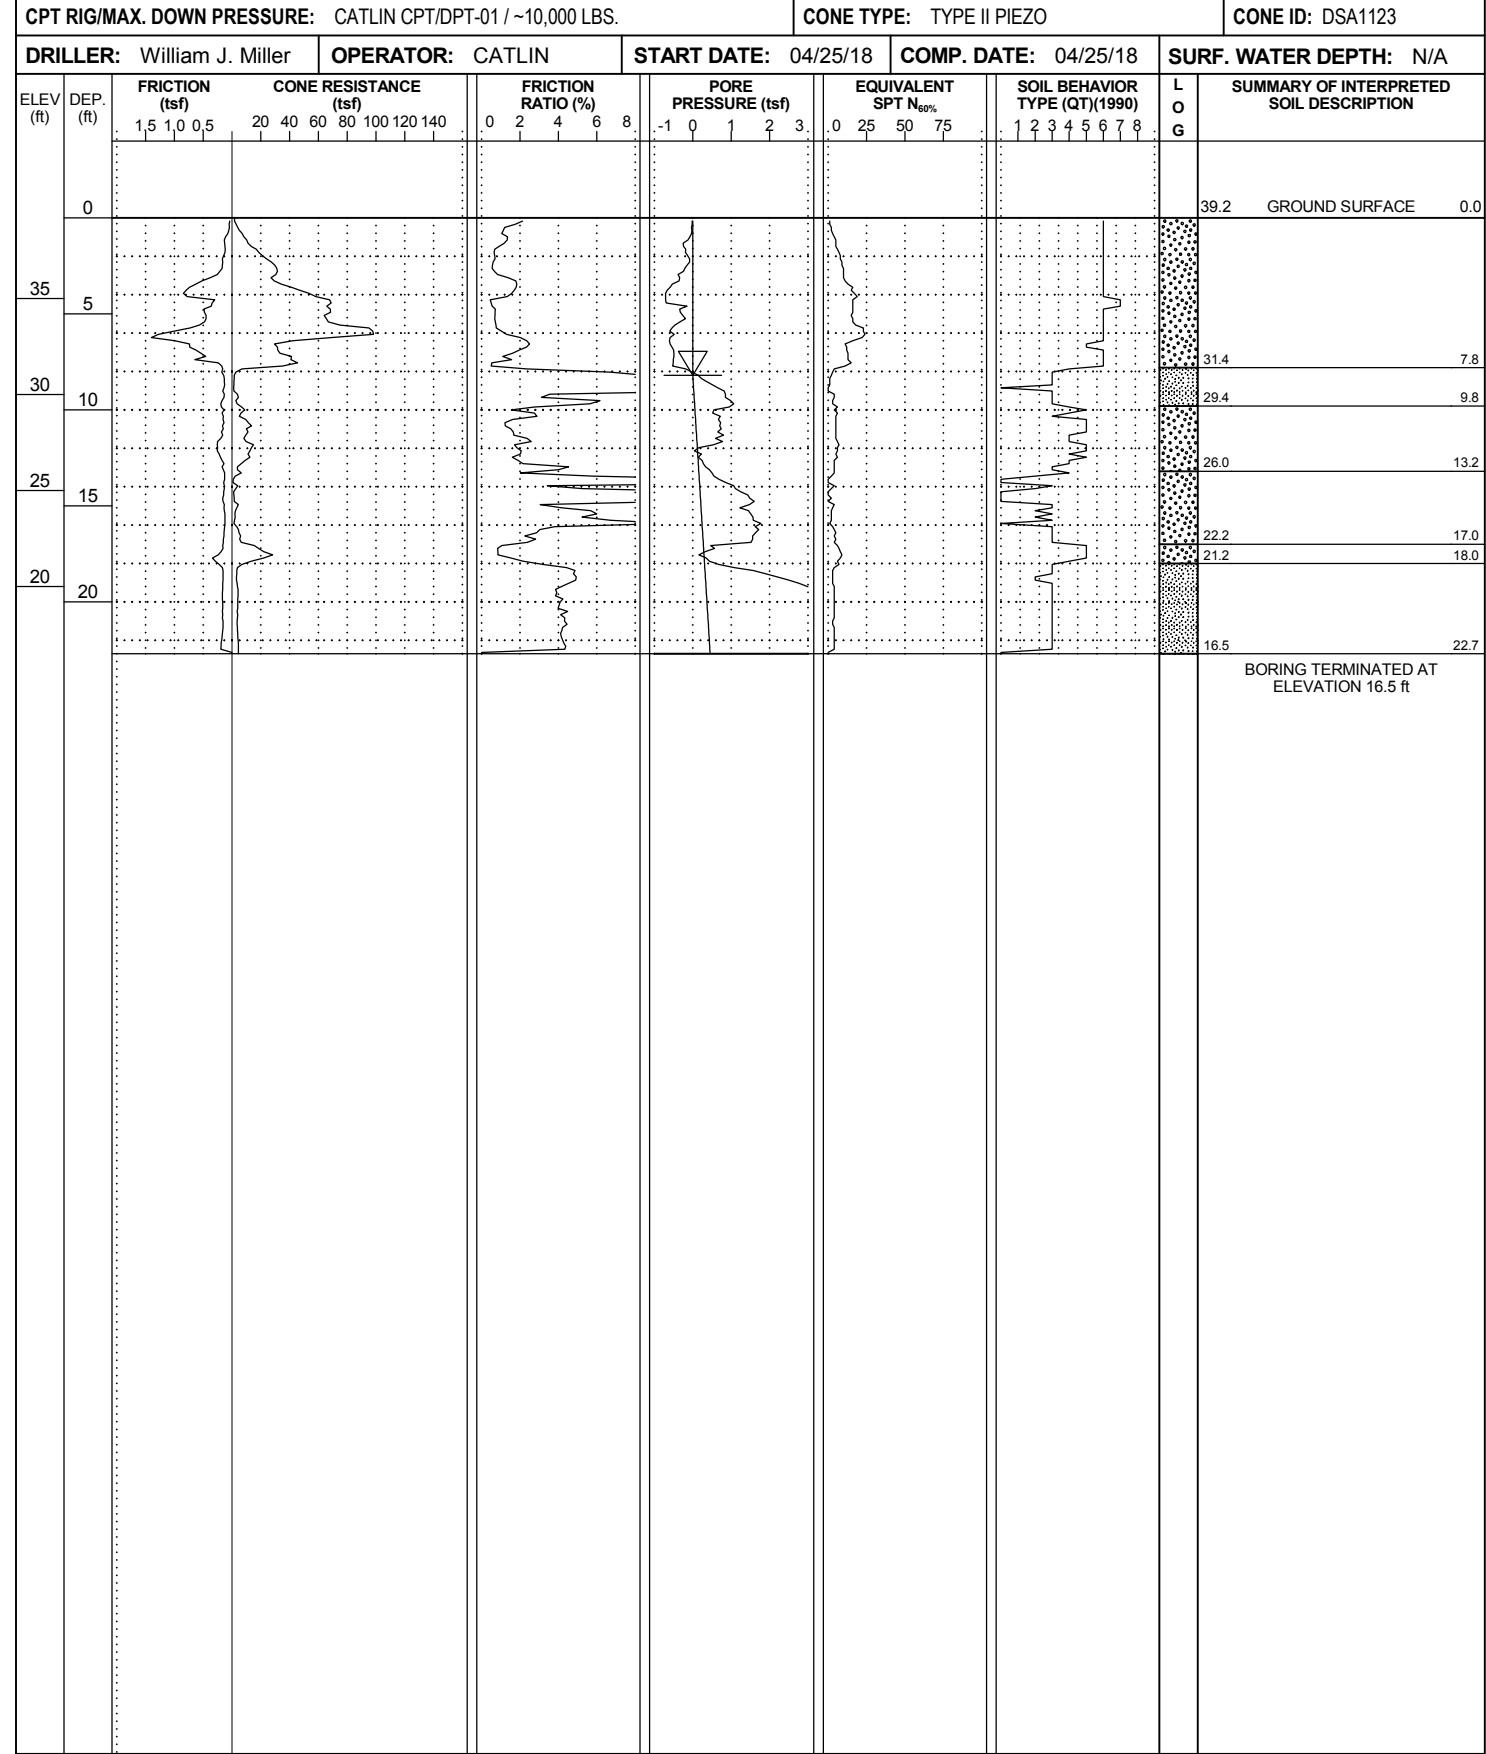 CPT RIG/MAX. DOWN PRESSURE: CATLIN CPT/DPT-01 / ~10,000 LBS. CONE TYPE: TYPE II PIEZO CONE ID: DSA1123
DRILLER: William J. Miller OPERATOR: CATLIN START DATE: 04/25/18 COMP. DATE: 04/25/18 SURF. WATER DEPTH: N/A
ELEV (ft)
DEP. (ft)
FRICTION
(tsf)
1.5 1.0 0.5
CONE RESISTANCE
(tsf)
20 40 60 80 100 120 140
FRICTION
RATIO (%)
0 2 4 6 8
PORE
PRESSURE (tsf)
-1 0 1 2 3
EQUIVALENT
SPT N60%
0 25 50 75
SOIL BEHAVIOR
TYPE (QT)(1990)
1 2 3 4 5 6 7 8
L
O
G
SUMMARY OF INTERPRETED
SOIL DESCRIPTION
0
39.2 GROUND SURFACE 0.0
35
5
31.4 7.8
30
10
29.4 9.8
26.0 13.2
25
15
22.2 17.0
21.2 18.0
20
20
16.5 22.7
BORING TERMINATED AT
ELEVATION 16.5 ft